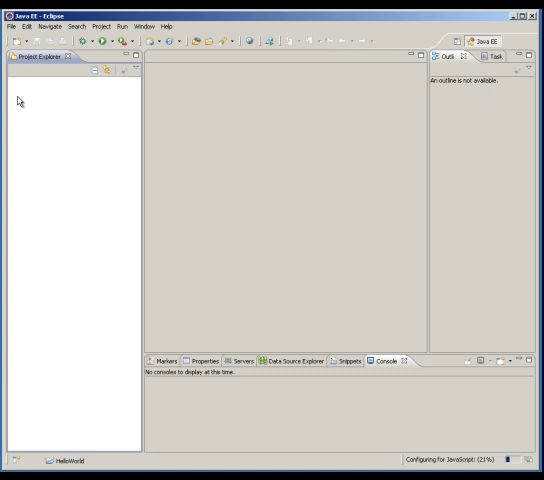 Java EE - Eclipse
File Edit Navigate Search Project Run Window Help
Java EE
Project Explorer
Outli
Task
An outline is not available.
Markers Properties Servers Data Source Explorer Snippets Console
No consoles to display at this time.
HelloWorld
Configuring for JavaScript: (21%)